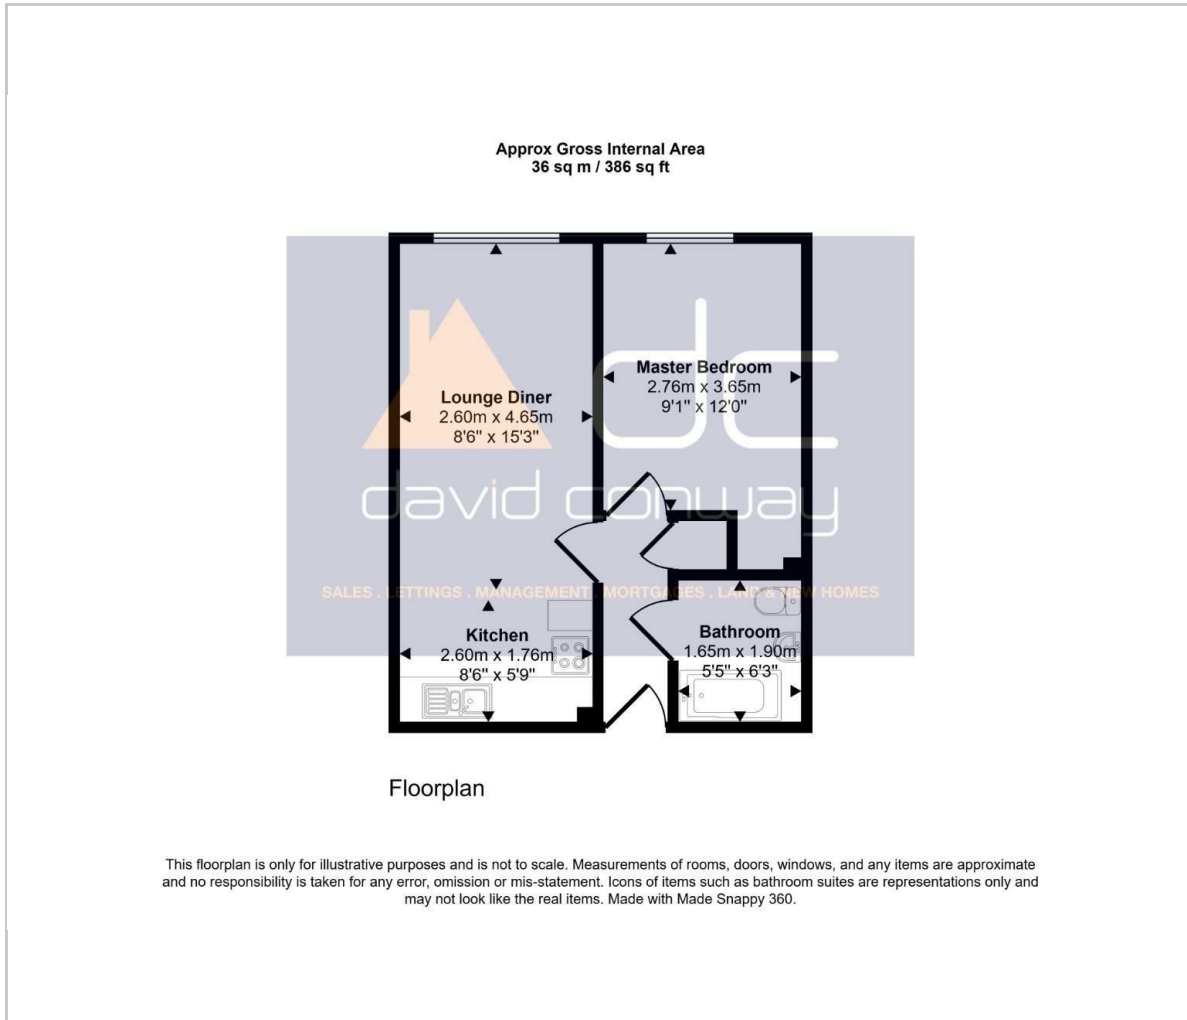 Approx Gross Internal Area
36 sq m / 386 sq ft
dc
Master Bedroom
2.76m x 3.65m
9'1" x 12'0"
Lounge Diner
2.60m x 4.65m
8'6" x 15'3"
david conway
SALES . LETTINGS . MANAGEMENT . MORTGAGES . LAND & NEW HOMES
Kitchen
2.60m x 1.76m
8'6" x 5'9"
Bathroom
1.65m x 1.90m
5'5" x 6'3"
Floorplan
This floorplan is only for illustrative purposes and is not to scale. Measurements of rooms, doors, windows, and any items are approximate
and no responsibility is taken for any error, omission or mis-statement. Icons of items such as bathroom suites are representations only and
may not look like the real items. Made with Made Snappy 360.